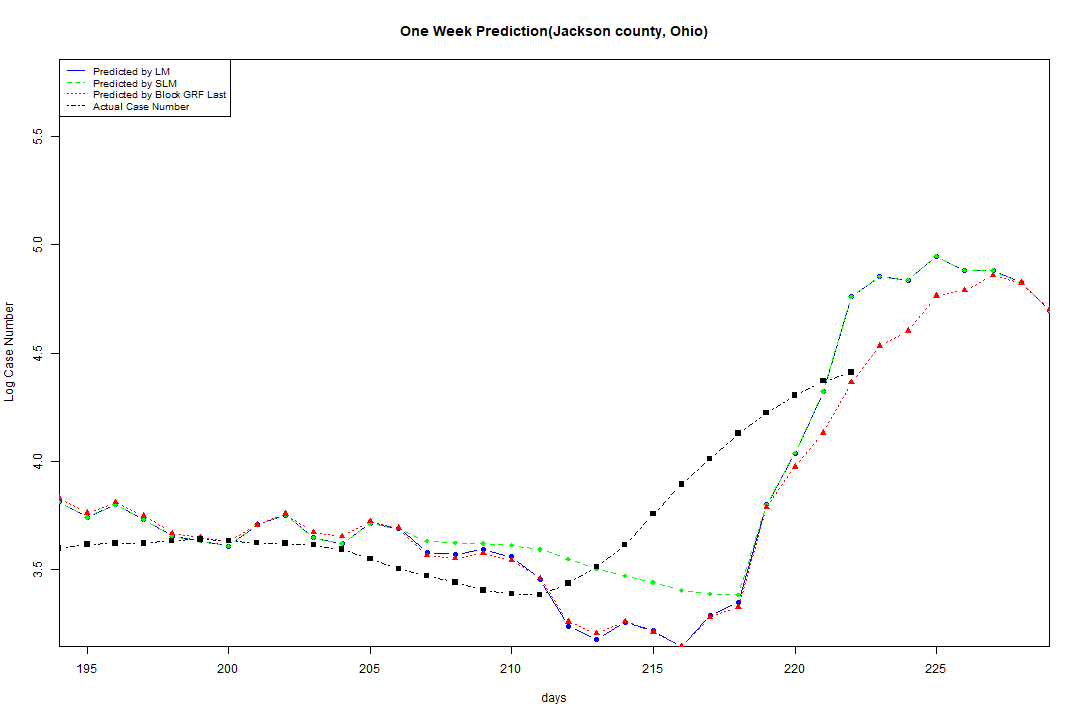 One Week Prediction(Jackson county, Ohio)
Predicted by LM
Predicted by SLM
Predicted by Block GRF Last
Actual Case Number
5.5
5.0
4.5
4.0
3.5
Log Case Number
195 200 205 210 215 220 225
days